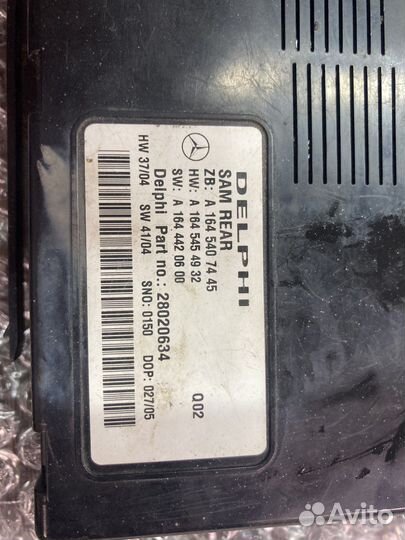 DELPHI
SAM REAR
ZB: A 164 540 74 45
HW: A 164 545 49 32
SW: A 164 442 06 00
Q02
Delphi Part no.: 28020634
HW 37/04 SW 41/04 SNO: 0150 DOP: 027/05
Avito